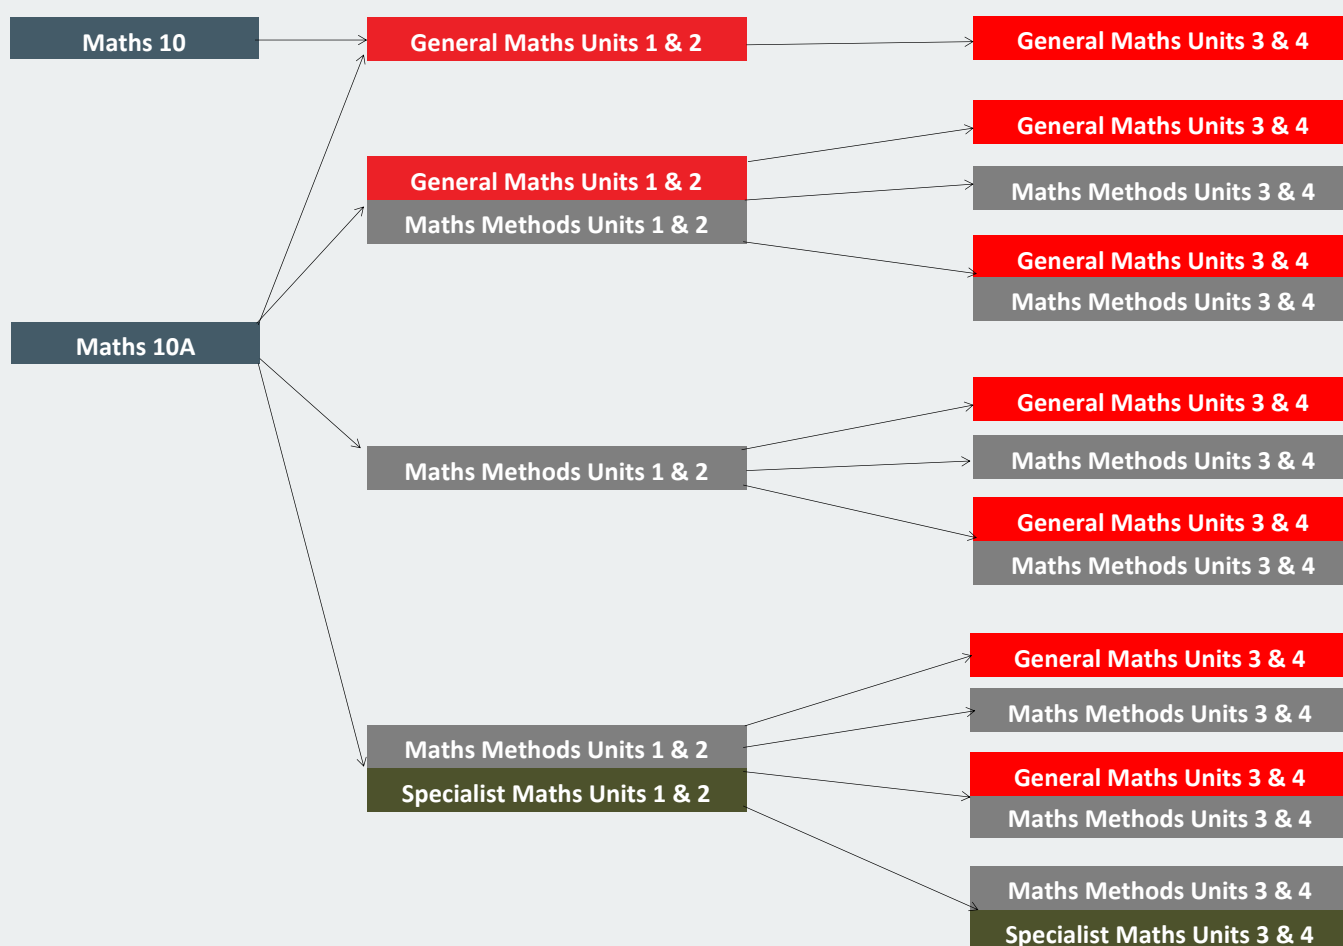 Maths 10
General Maths Units 1 & 2
General Maths Units 3 & 4
General Maths Units 3 & 4
General Maths Units 1 & 2
Maths Methods Units 3 & 4
Maths Methods Units 1 & 2
General Maths Units 3 & 4
Maths Methods Units 3 & 4
Maths 10A
General Maths Units 3 & 4
Maths Methods Units 3 & 4
Maths Methods Units 1 & 2
General Maths Units 3 & 4
Maths Methods Units 3 & 4
General Maths Units 3 & 4
Maths Methods Units 3 & 4
Maths Methods Units 1 & 2
General Maths Units 3 & 4
Specialist Maths Units 1 & 2
Maths Methods Units 3 & 4
Maths Methods Units 3 & 4
Specialist Maths Units 3 & 4